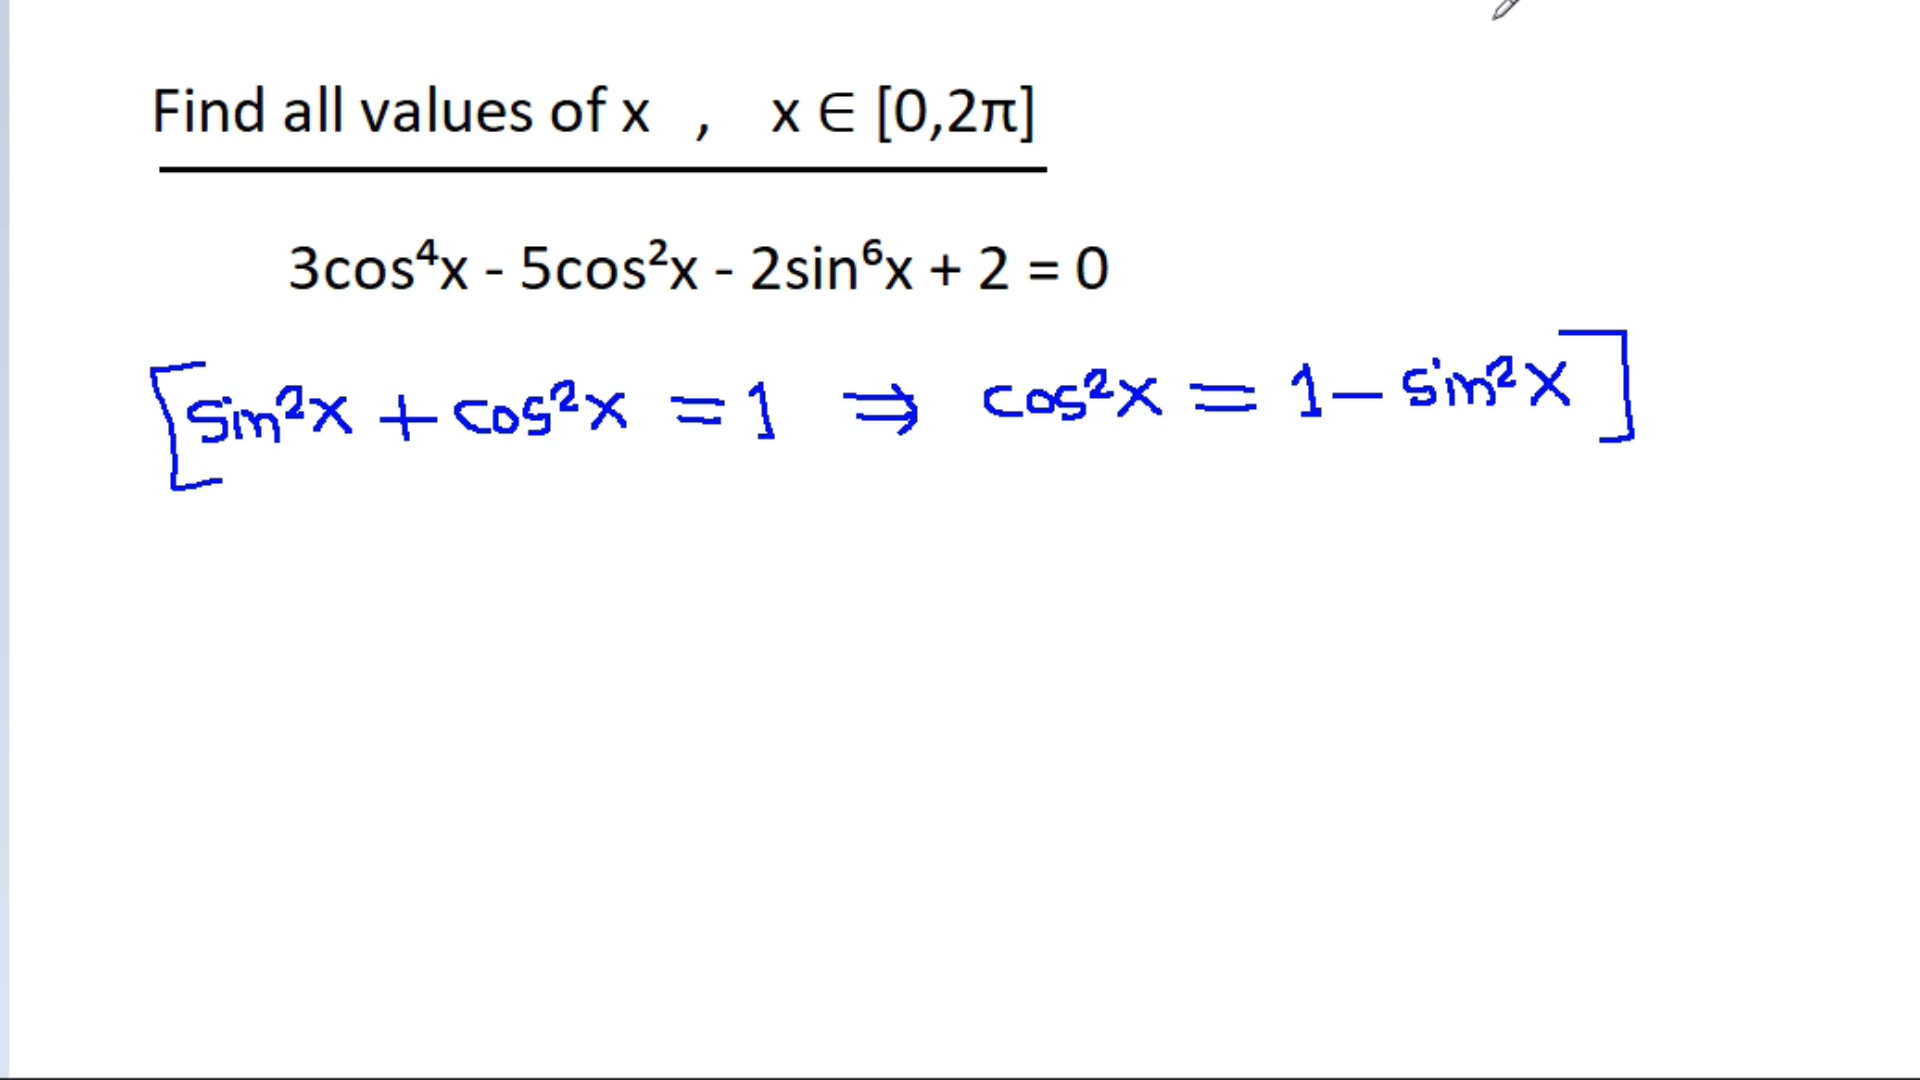 Find all values of x , x ∈ [0,2π]
3cos⁴x - 5cos²x - 2sin⁶x + 2 = 0
[sin²x + cos²x = 1 ⇒ cos²x = 1 - sin²x]